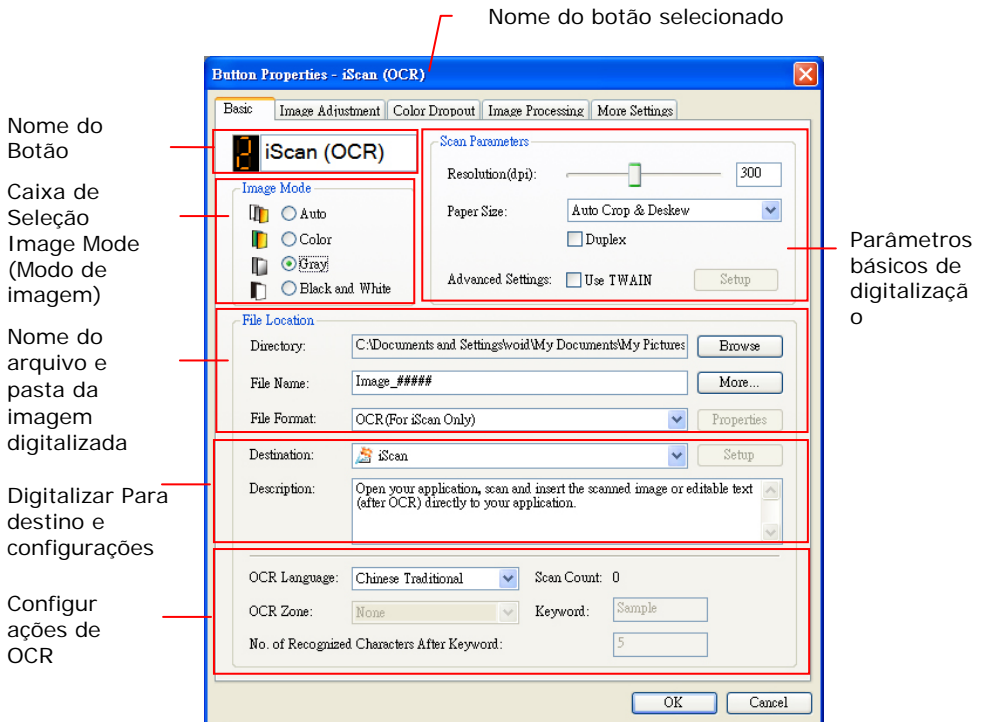 Nome do botão selecionado
Button Properties - iScan (OCR)
Basic
Image Adjustment
Color Dropout
Image Processing
More Settings
Nome do
Botão
2
iScan (OCR)
Caixa de
Seleção
Image Mode
(Modo de
imagem)
Image Mode
Auto
Color
Gray
Black and White
Scan Parameters
Resolution(dpi):
300
Paper Size:
Auto Crop & Deskew
Duplex
Advanced Settings:
Use TWAIN
Setup
Parâmetros
básicos de
digitalizaçã
o
Nome do
arquivo e
pasta da
imagem
digitalizada
File Location
Directory:
C:\Documents and Settings\void\My Documents\My Pictures
Browse
File Name:
Image_#####
More...
File Format:
OCR(For iScan Only)
Properties
Digitalizar Para
destino e
configurações
Destination:
iScan
Setup
Description:
Open your application, scan and insert the scanned image or editable text
(after OCR) directly to your application.
Configur
ações de
OCR
OCR Language:
Chinese Traditional
Scan Count: 0
OCR Zone:
None
Keyword:
Sample
No. of Recognized Characters After Keyword:
5
OK
Cancel